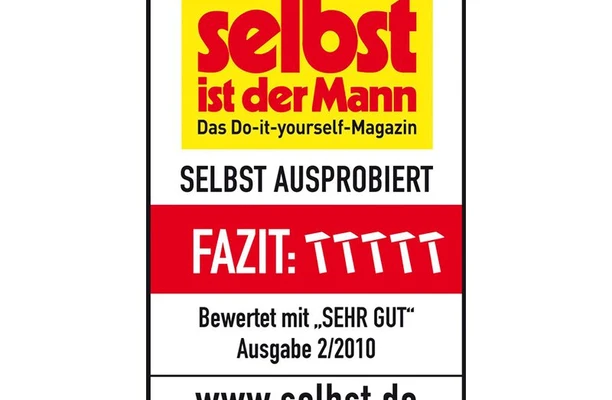 selbst
ist der Mann
Das Do-it-yourself-Magazin
SELBST AUSPROBIERT
FAZIT:
Bewertet mit „SEHR GUT“
Ausgabe 2/2010
www.selbst.de